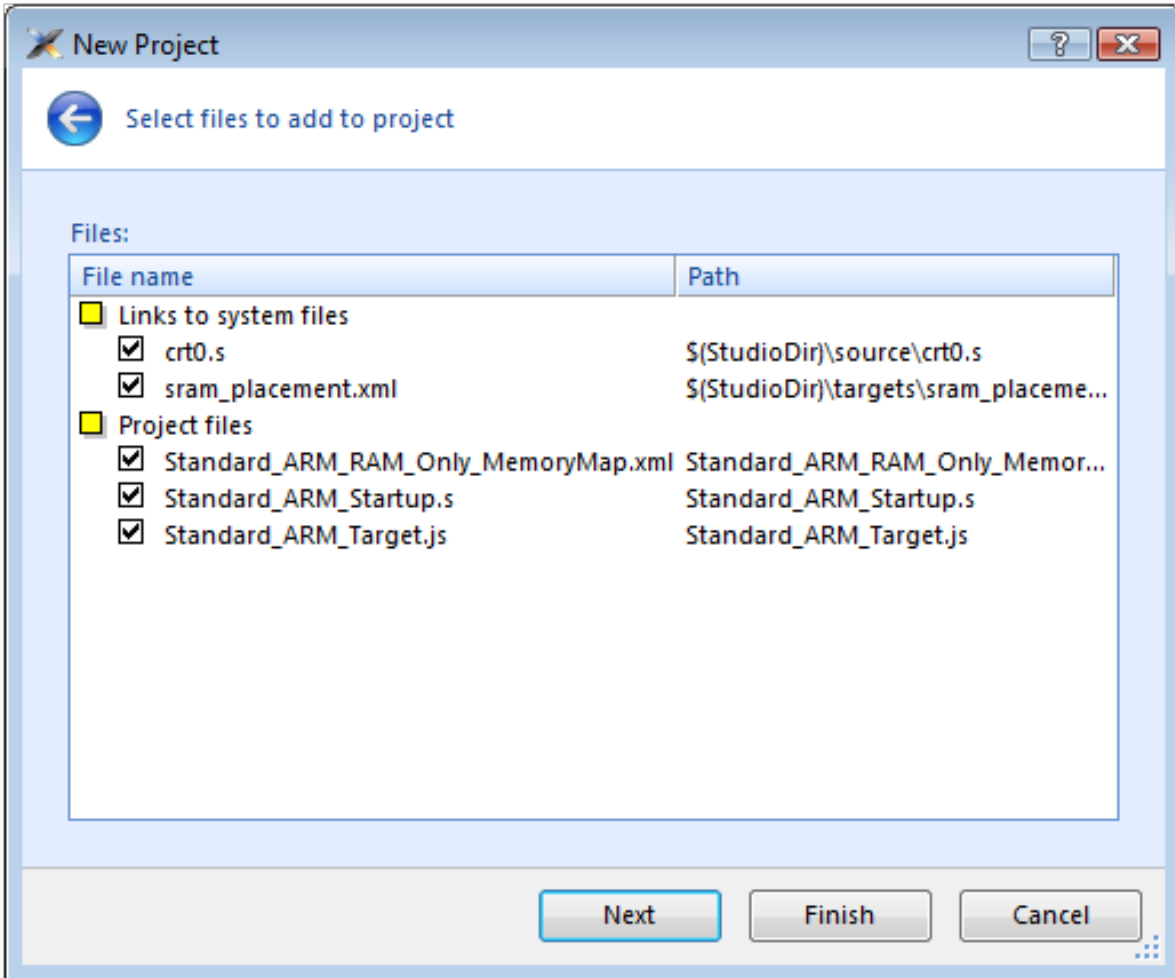 New Project
?
Select files to add to project
Files:
File name Path
Links to system files
crt0.s $(StudioDir)\source\crt0.s
sram_placement.xml $(StudioDir)\targets\sram_placeme...
Project files
Standard_ARM_RAM_Only_MemoryMap.xml Standard_ARM_RAM_Only_Memor...
Standard_ARM_Startup.s Standard_ARM_Startup.s
Standard_ARM_Target.js Standard_ARM_Target.js
Next Finish Cancel